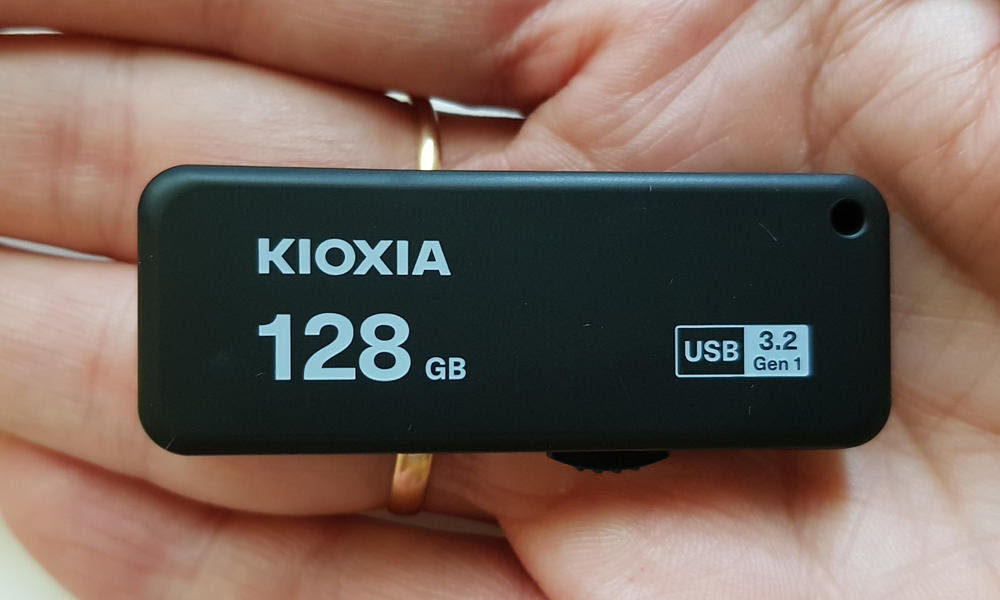 KIOXIA
128 GB
USB 3.2
Gen 1